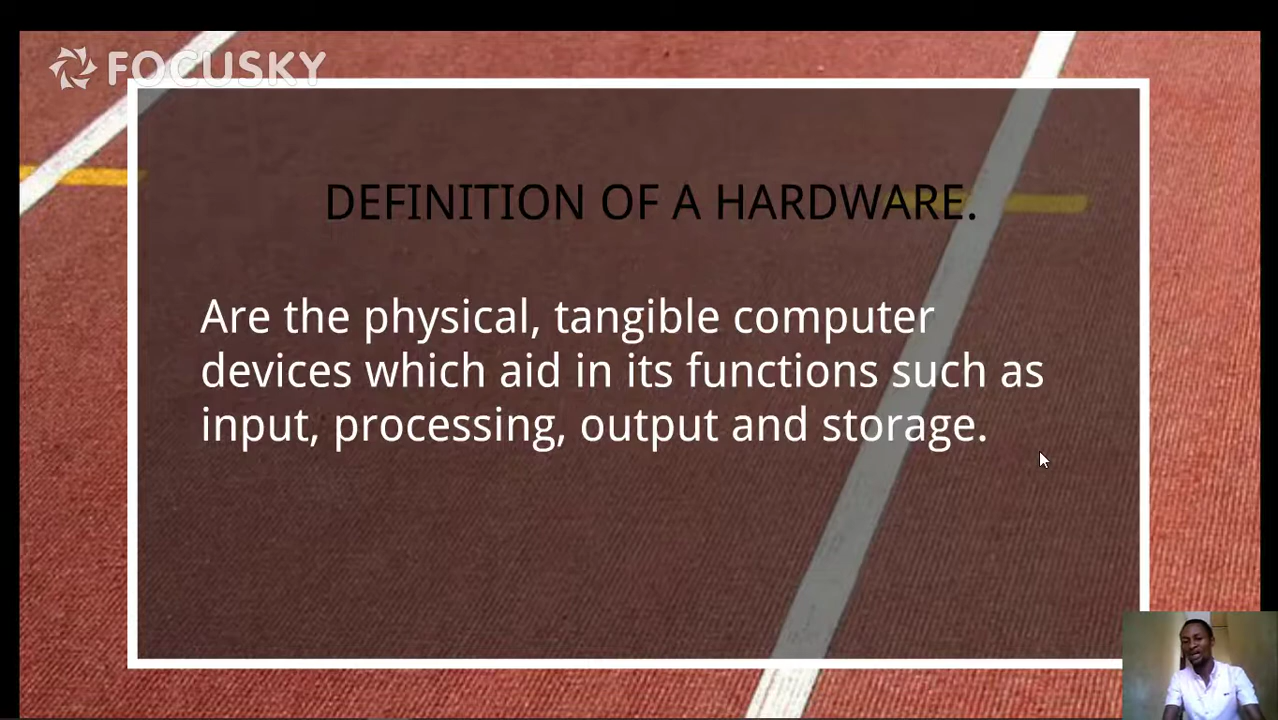 FOCUSKY
DEFINITION OF A HARDWARE.
Are the physical, tangible computer
devices which aid in its functions such as
input, processing, output and storage.